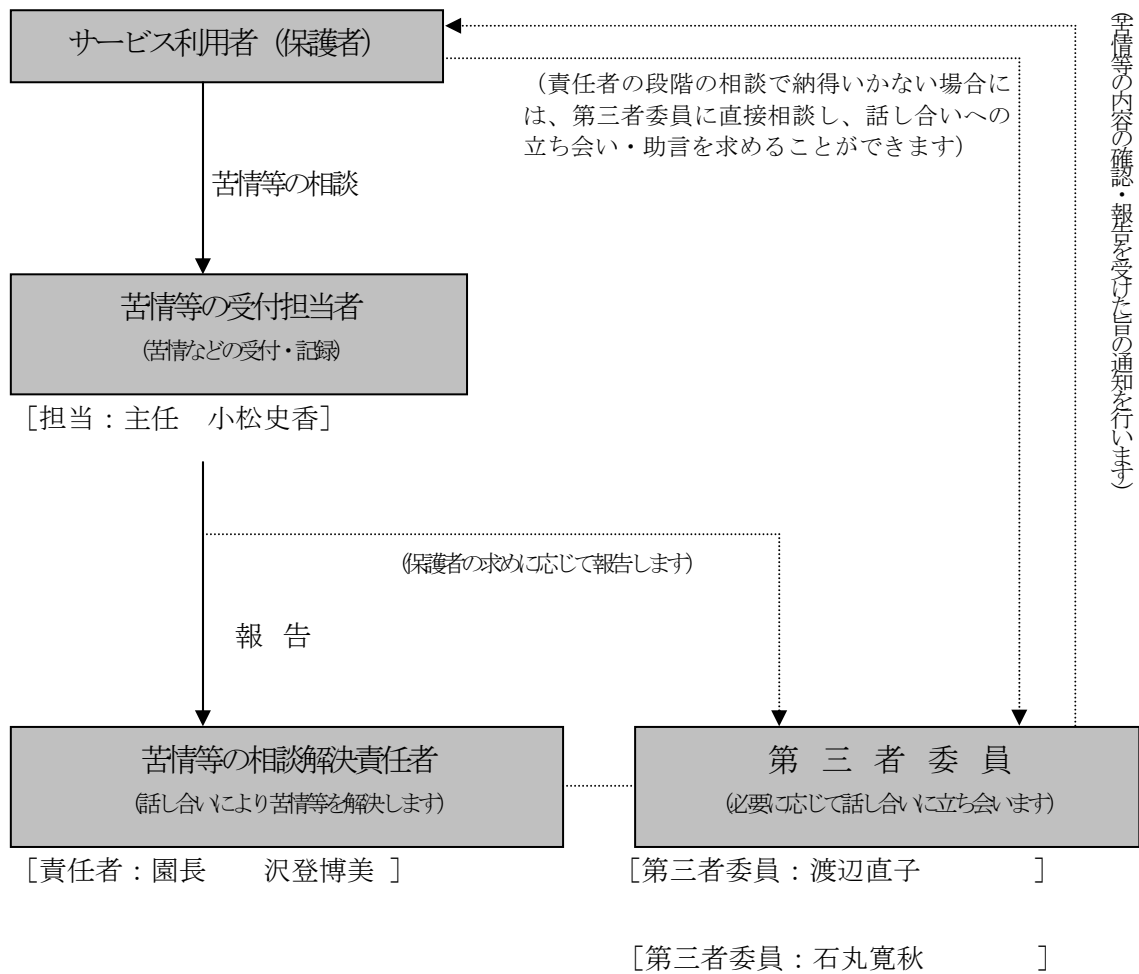 サービス利用者（保護者）
（責任者の段階の相談で納得いかない場合に
は、第三者委員に直接相談し、話し合いへの
立ち会い・助言を求めることができます）
（苦情等の内容の確認・報告を受けた旨の通知を行います）
苦情等の相談
苦情等の受付担当者
（苦情などの受付・記録）
［担当：主任　小松史香］
（保護者の求めに応じて報告します）
報　告
苦情等の相談解決責任者
（話し合いにより苦情等を解決します）
［責任者：園長　　沢登博美 ］
第　三　者　委　員
（必要に応じて話し合いに立ち会います）
［第三者委員：渡辺直子　　　　］
［第三者委員：石丸寛秋　　　　］